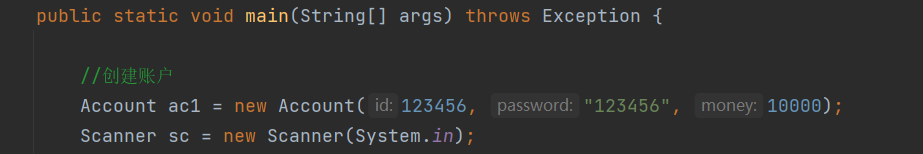 public static void main(String[] args) throws Exception {
//创建账户
Account ac1 = new Account( id: 123456, password: "123456", money: 10000);
Scanner sc = new Scanner(System.in);